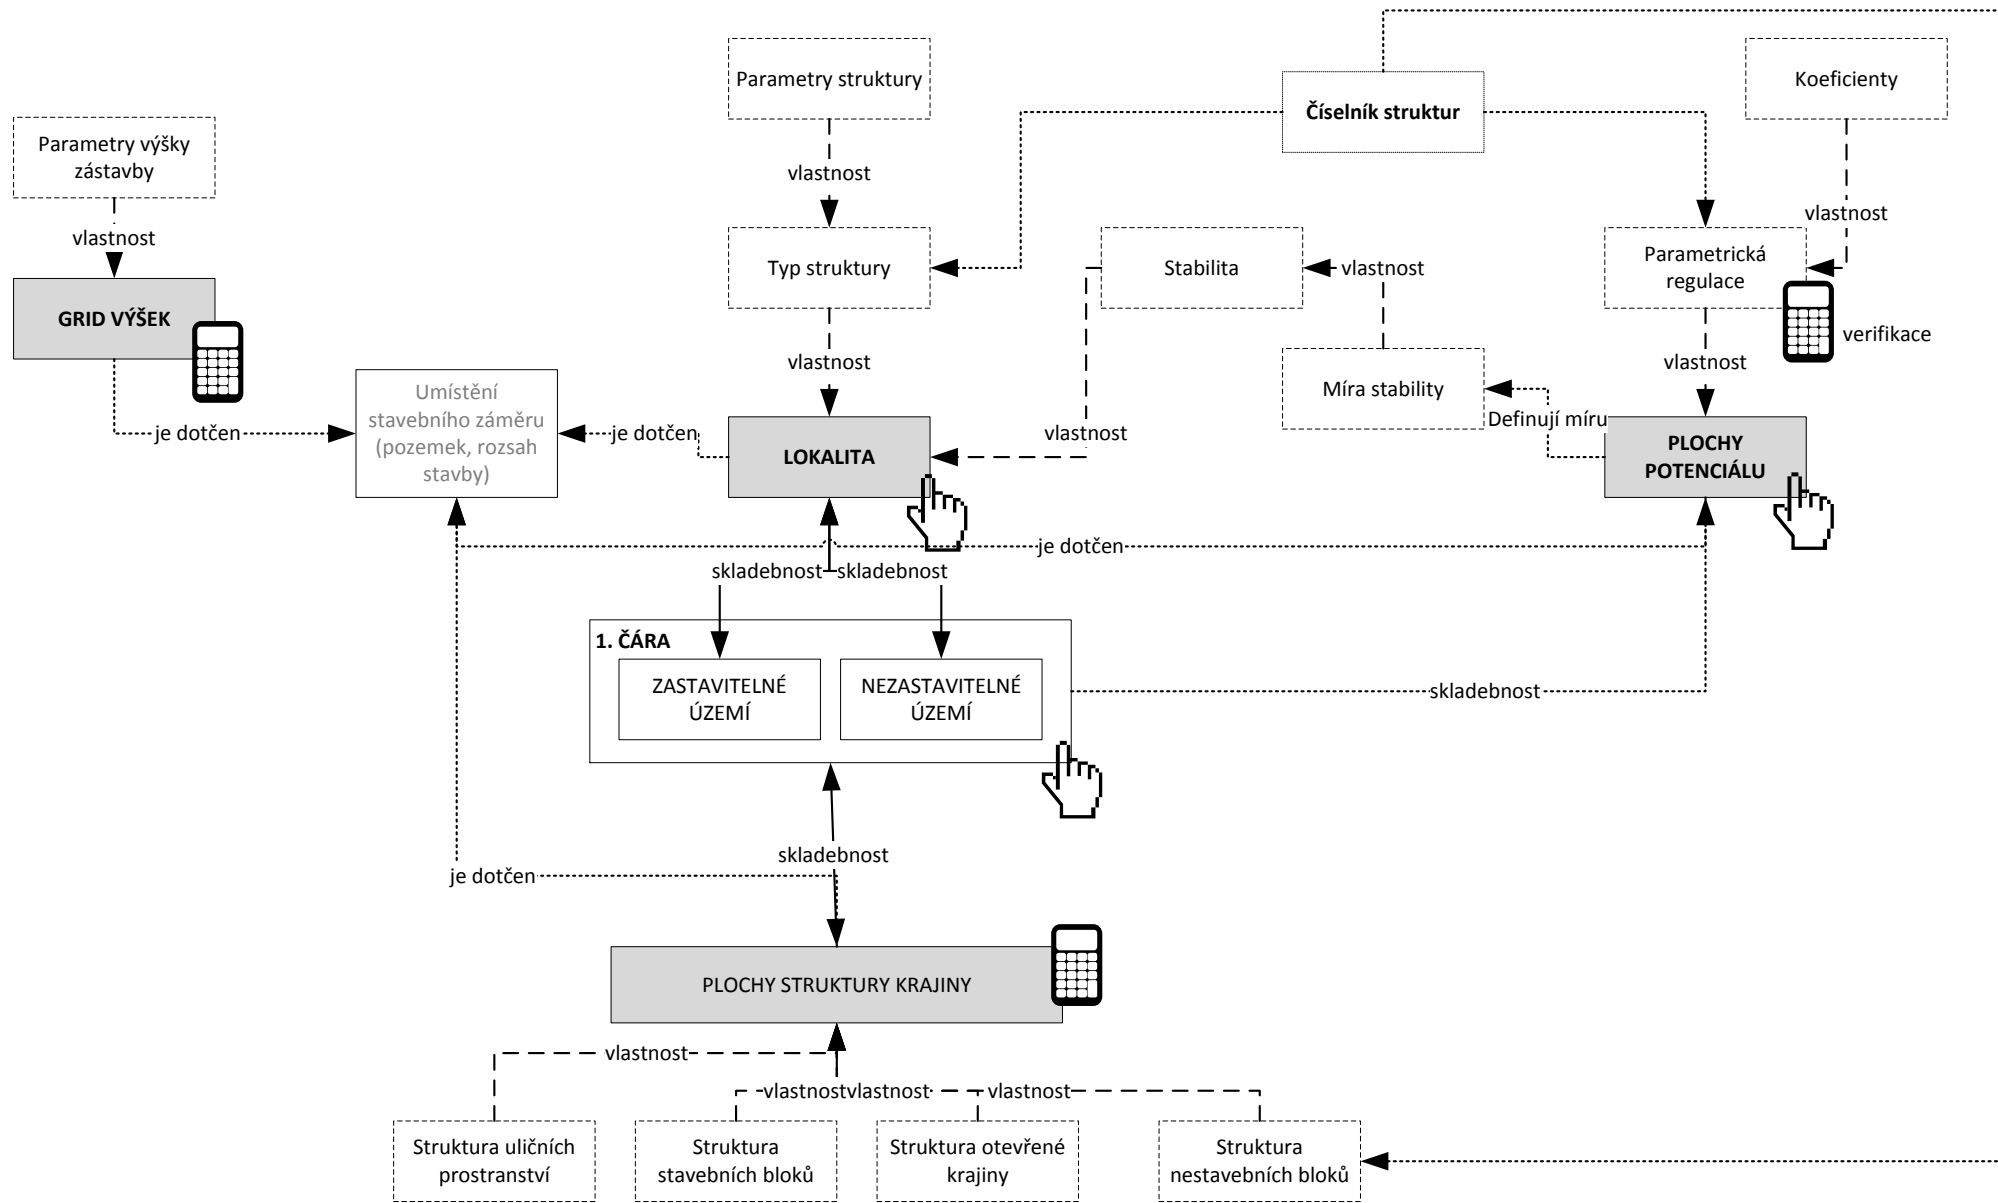 Parametry struktury
Číselník struktur
Koeficienty
Parametry výšky
zástavby
vlastnost
vlastnost
vlastnost
Typ struktury
Stabilita
vlastnost
Parametrická
regulace
GRID VÝŠEK
verifikace
vlastnost
vlastnost
Míra stability
Umístění
stavebního záměru
(pozemek, rozsah
stavby)
je dotčen
je dotčen
vlastnost
Definují míru
LOKALITA
PLOCHY
POTENCIÁLU
je dotčen
skladebnost
skladebnost
1. ČÁRA
ZASTAVITELNÉ
ÚZEMÍ
NEZASTAVITELNÉ
ÚZEMÍ
skladebnost
skladebnost
je dotčen
PLOCHY STRUKTURY KRAJINY
vlastnost
vlastnost
vlastnost
vlastnost
Struktura uličních
prostranství
Struktura
stavebních bloků
Struktura otevřené
krajiny
Struktura
nestavebních bloků